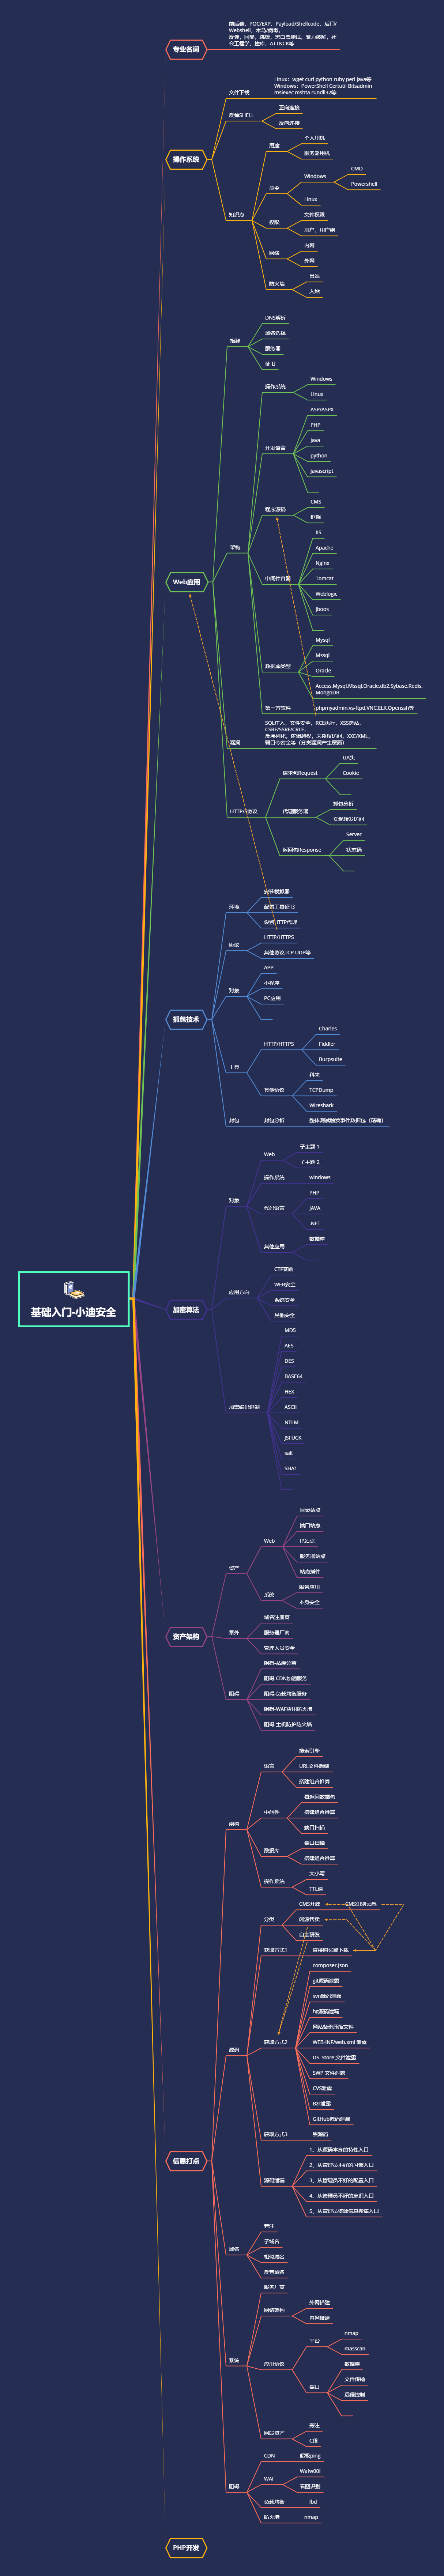 基础入门-小迪安全
专业名词
前后端，POC/EXP，Payload/Shellcode，后门/
Webshell，木马/病毒，
反弹，回显，跳板，黑白盒测试，暴力破解，社
会工程学，撞库，ATT&CK等
操作系统
文件下载
Linux：wget curl python ruby perl java等
Windows：PowerShell Certutil Bitsadmin
msiexec mshta rundll32等
反弹SHELL
正向连接
反向连接
知识点
用途
个人用机
服务器用机
命令
Windows
CMD
Powershell
Linux
权限
文件权限
用户，用户组
网络
内网
外网
防火墙
出站
入站
Web应用
搭建
DNS解析
域名选择
服务器
证书
架构
操作系统
Windows
Linux
开发语言
ASP/ASPX
PHP
java
python
javascript
程序源码
CMS
框架
中间件容器
IIS
Apache
Nginx
Tomcat
Weblogic
Jboos
数据库类型
Mysql
Mssql
Oracle
Access,Mysql,Mssql,Oracle,db2,Sybase,Redis,
MongoDB
第三方软件
phpmyadmin,vs ftpd,VNC,ELK,Openssh等
漏洞
SQL注入，文件安全，RCE执行，XSS跨站，
CSRF/SSRF/CRLF，
反序列化，逻辑越权，未授权访问，XXE/XML，
弱口令安全等（分类漏洞产生层面）
HTTP/S协议
请求包Request
UA头
Cookie
代理服务器
抓包分析
实现转发访问
返回包Response
Server
状态码
抓包技术
环境
安装模拟器
配置工具证书
设置HTTP代理
协议
HTTP/HTTPS
其他协议TCP UDP等
对象
APP
小程序
PC应用
工具
HTTP/HTTPS
Charles
Fiddler
Burpsuite
其他协议
科来
TCPDump
Wireshark
封包
封包分析
整体测试触发事件数据包（精确）
加密算法
对象
Web
子主题 1
子主题 2
操作系统
windows
代码语言
PHP
JAVA
.NET
其他应用
数据库
应用方向
CTF赛题
WEB安全
系统安全
其他安全
加密编码进制
MD5
AES
DES
BASE64
HEX
ASCII
NTLM
JSFUCK
salt
SHA1
资产架构
资产
Web
目录站点
端口站点
IP站点
服务器站点
站点插件
系统
服务应用
本身安全
番外
域名注册商
服务器厂商
管理人员安全
阻碍
阻碍-站库分离
阻碍-CDN加速服务
阻碍-负载均衡服务
阻碍-WAF应用防火墙
阻碍-主机防护防火墙
信息打点
架构
语言
搜索引擎
URL文件后缀
搭建组合推算
中间件
看返回数据包
搭建组合推算
端口扫描
数据库
端口扫描
搭建组合推算
操作系统
大小写
TTL值
源码
分类
CMS开源
CMS识别云悉
闭源售卖
自主研发
获取方式1
直接购买或下载
获取方式2
composer.json
git源码泄露
svn源码泄露
hg源码泄漏
网站备份压缩文件
WEB-INF/web.xml 泄露
DS_Store 文件泄露
SWP 文件泄露
CVS泄露
Bzr泄露
GitHub源码泄漏
获取方式3
黑源码
源码泄漏
1、从源码本身的特性入口
2、从管理员不好的习惯入口
3、从管理员不好的配置入口
4、从管理员不好的意识入口
5、从管理员资源信息搜集入口
域名
旁注
子域名
相似域名
反查域名
系统
服务厂商
网络架构
外网搭建
内网搭建
应用协议
平台
nmap
masscan
端口
数据库
文件传输
远程控制
网段资产
旁注
C段
阻碍
CDN
超级ping
WAF
Wafw00f
看图识别
负载均衡
lbd
防火墙
nmap
PHP开发